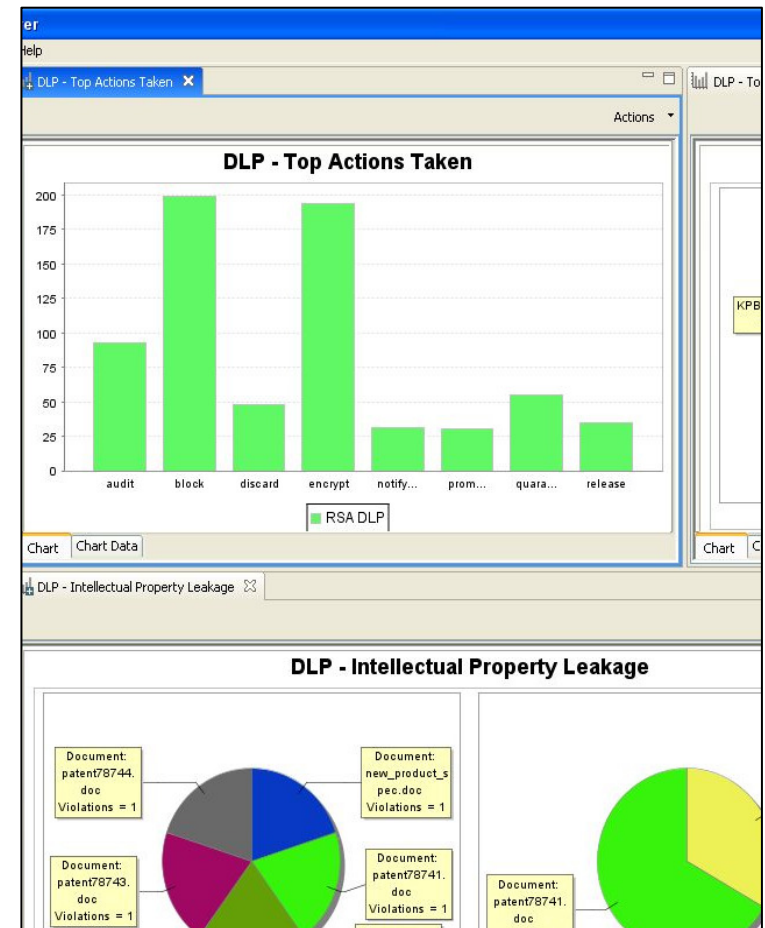 er
Help
DLP - Top Actions Taken
DLP - To
Actions
DLP - Top Actions Taken
200
175
150
125
100
75
50
25
0
audit block discard encrypt notify... prom... quara... release
RSA DLP
KPB
Chart Chart Data
Chart C
DLP - Intellectual Property Leakage
DLP - Intellectual Property Leakage
Document:
patent78744.
doc
Violations = 1
Document:
new_product_s
pec.doc
Violations = 1
Document:
patent78743.
doc
Violations = 1
Document:
patent78741.
doc
Violations = 1
Document:
patent78741.
doc